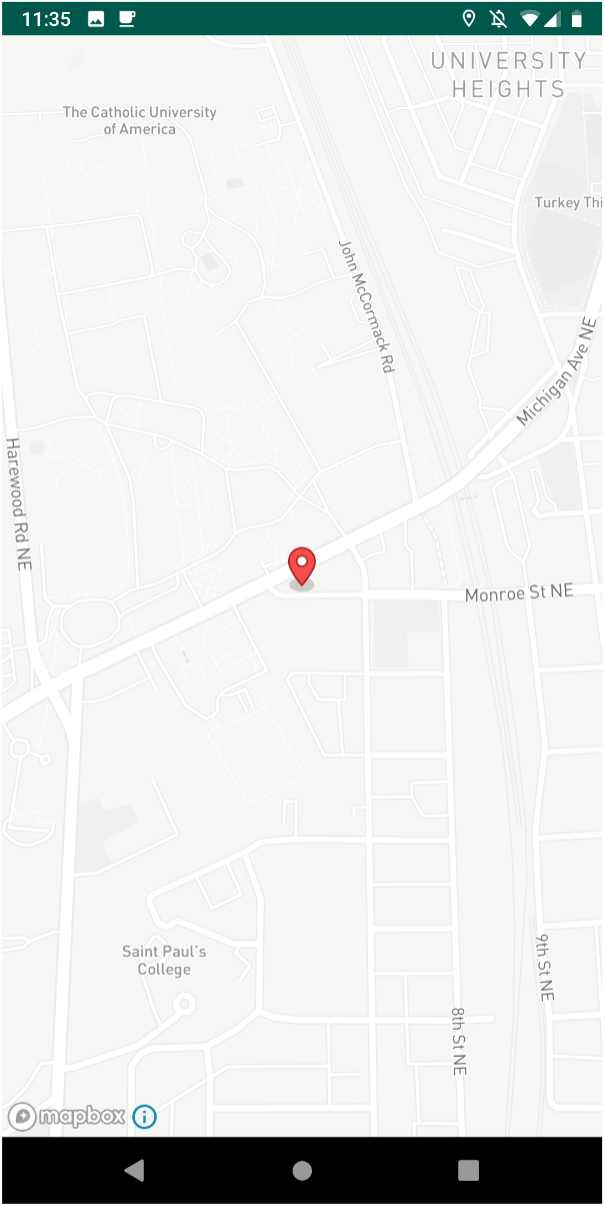 11:35
UNIVERSITY
HEIGHTS
The Catholic University
of America
Turkey Thi
John McCormack Rd
Michigan Ave NE
Harewood Rd NE
Monroe St NE
Saint Paul's
College
9th St NE
8th St NE
mapbox